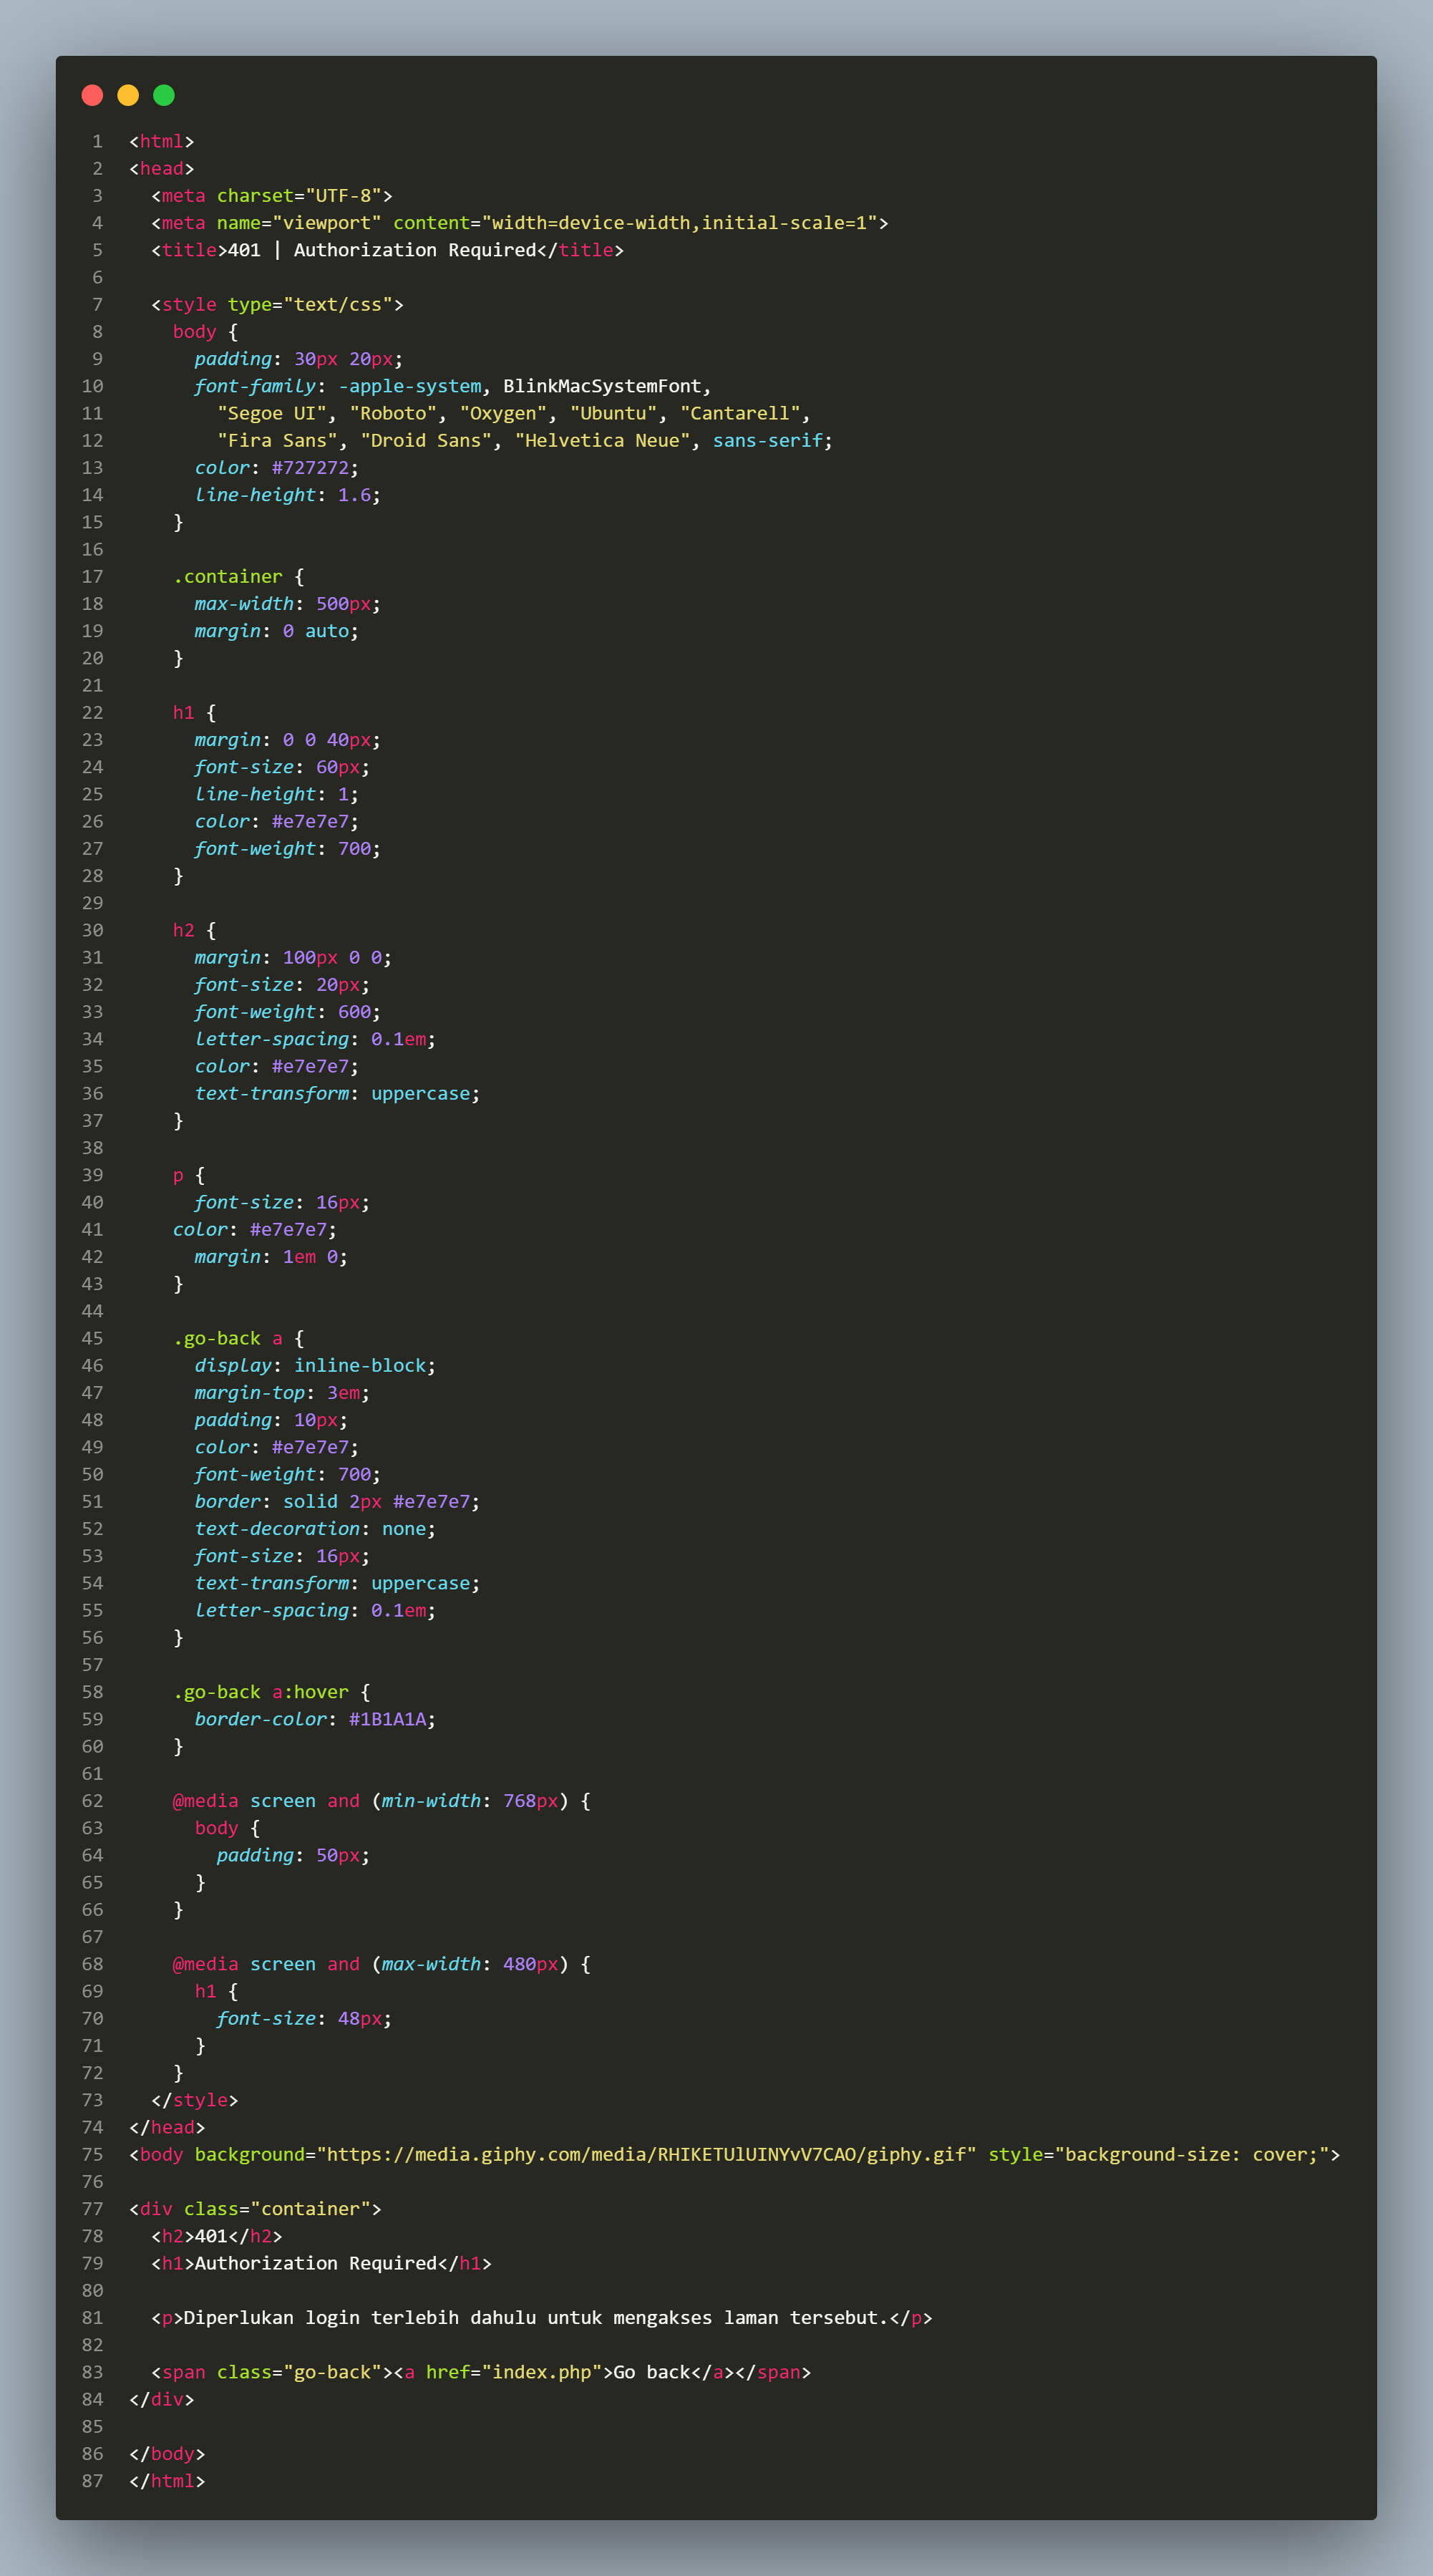 1 <html>
2 <head>
3   <meta charset="UTF-8">
4   <meta name="viewport" content="width=device-width,initial-scale=1">
5   <title>401 | Authorization Required</title>
6
7   <style type="text/css">
8     body {
9       padding: 30px 20px;
10       font-family: -apple-system, BlinkMacSystemFont,
11         "Segoe UI", "Roboto", "Oxygen", "Ubuntu", "Cantarell",
12         "Fira Sans", "Droid Sans", "Helvetica Neue", sans-serif;
13       color: #727272;
14       line-height: 1.6;
15     }
16
17     .container {
18       max-width: 500px;
19       margin: 0 auto;
20     }
21
22     h1 {
23       margin: 0 0 40px;
24       font-size: 60px;
25       line-height: 1;
26       color: #e7e7e7;
27       font-weight: 700;
28     }
29
30     h2 {
31       margin: 100px 0 0;
32       font-size: 20px;
33       font-weight: 600;
34       letter-spacing: 0.1em;
35       color: #e7e7e7;
36       text-transform: uppercase;
37     }
38
39     p {
40       font-size: 16px;
41     color: #e7e7e7;
42       margin: 1em 0;
43     }
44
45     .go-back a {
46       display: inline-block;
47       margin-top: 3em;
48       padding: 10px;
49       color: #e7e7e7;
50       font-weight: 700;
51       border: solid 2px #e7e7e7;
52       text-decoration: none;
53       font-size: 16px;
54       text-transform: uppercase;
55       letter-spacing: 0.1em;
56     }
57
58     .go-back a:hover {
59       border-color: #1B1A1A;
60     }
61
62     @media screen and (min-width: 768px) {
63       body {
64         padding: 50px;
65       }
66     }
67
68     @media screen and (max-width: 480px) {
69       h1 {
70         font-size: 48px;
71       }
72     }
73   </style>
74 </head>
75 <body background="https://media.giphy.com/media/RHIKETUlUINYvV7CAO/giphy.gif" style="background-size: cover;">
76
77 <div class="container">
78   <h2>401</h2>
79   <h1>Authorization Required</h1>
80
81   <p>Diperlukan login terlebih dahulu untuk mengakses laman tersebut.</p>
82
83   <span class="go-back"><a href="index.php">Go back</a></span>
84 </div>
85
86 </body>
87 </html>